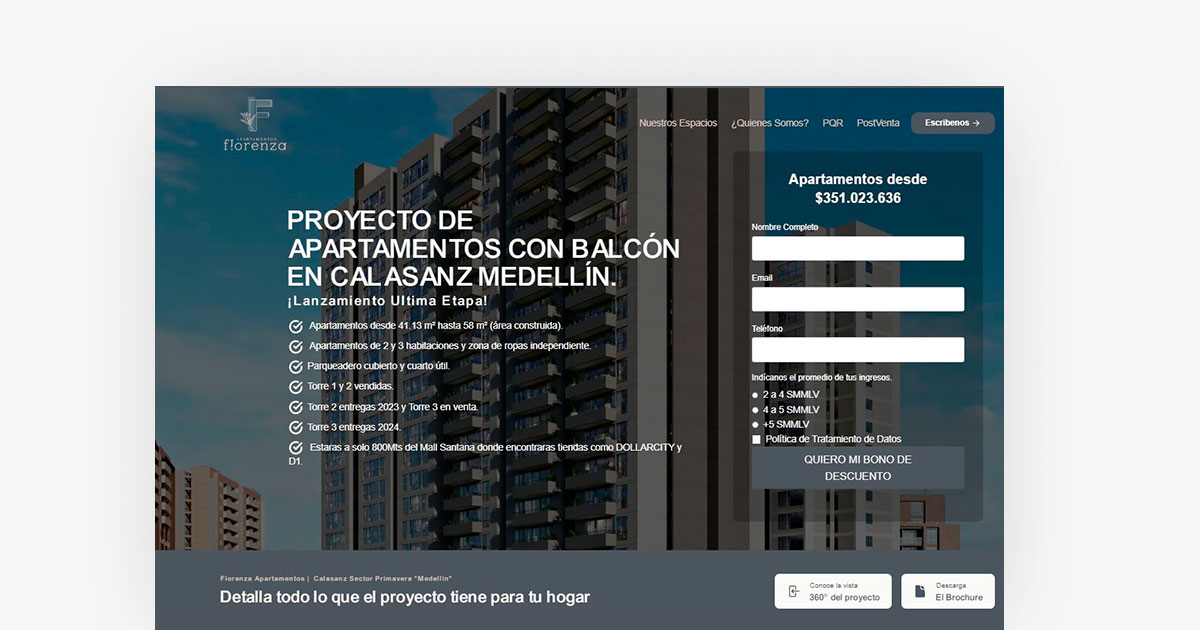 APARTAMENTOS
florenza
Nuestros Espacios
¿Quienes Somos?
PQR
PostVenta
Escríbenos →
PROYECTO DE
APARTAMENTOS CON BALCÓN
EN CALASANZ MEDELLÍN.
¡Lanzamiento Ultima Etapa!
Apartamentos desde 41.13 m² hasta 58 m² (área construida).
Apartamentos de 2 y 3 habitaciones y zona de ropas independiente.
Parqueadero cubierto y cuarto útil.
Torre 1 y 2 vendidas.
Torre 2 entregas 2023 y Torre 3 en venta.
Torre 3 entregas 2024.
Estaras a solo 800Mts del Mall Santana donde encontraras tiendas como DOLLARCITY y
D1.
Apartamentos desde
$351.023.636
Nombre Completo
Email
Teléfono
Indícanos el promedio de tus ingresos.
2 a 4 SMMLV
4 a 5 SMMLV
+5 SMMLV
Política de Tratamiento de Datos
QUIERO MI BONO DE
DESCUENTO
Florenza Apartamentos | Calasanz Sector Primavera "Medellín"
Detalla todo lo que el proyecto tiene para tu hogar
Conoce la vista
360° del proyecto
Descarga
El Brochure